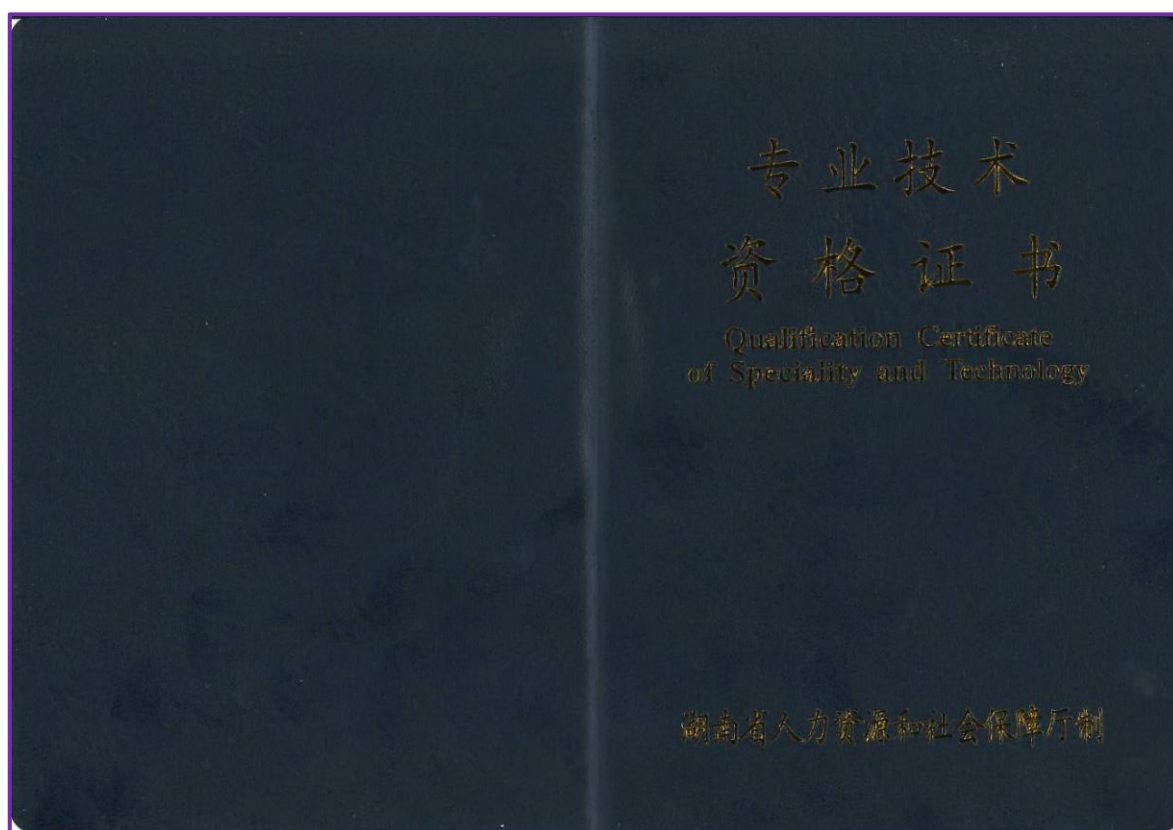 专业技术
资格证书
Qualification Certificate
of Speciality and Technology
湖南省人力资源和社会保障厅制